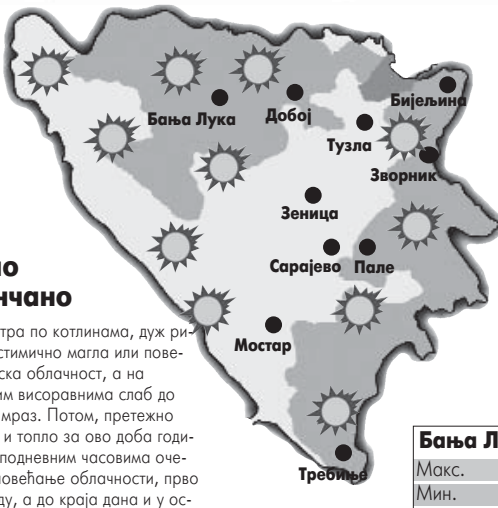 Бања Лука
Добој
Бијељина
Тузла
Зворник
Зеница
Сарајево
Пале
Мостар
Требиње
нчано
тра по котлинама, дуж ри-
стимично магла или пове-
ска облачност, а на
им висоравнима слаб до
мраз. Потом, претежно
и топло за ово доба годи-
подневним часовима оче-
повећање облачности, прво
ду, а до краја дана и у ос-
Бања Л
Макс.
Мин.